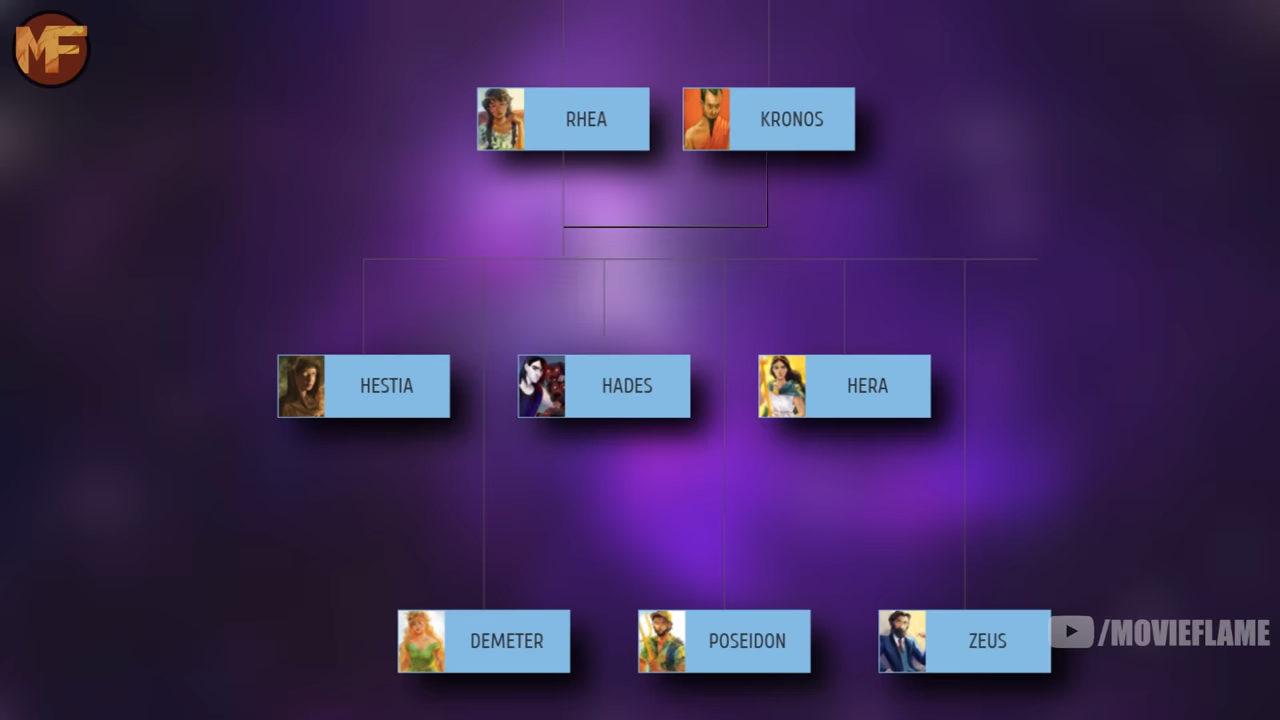 MF
RHEA
KRONOS
HESTIA
HADES
HERA
DEMETER
POSEIDON
ZEUS
/MOVIEFLAME